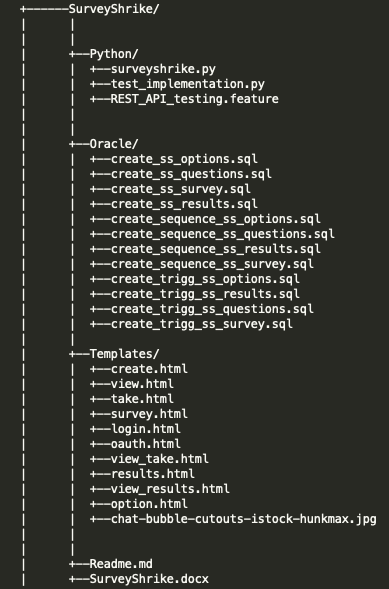 +——————SurveyShrike/
| |
| |
| +——Python/
| | +——surveyshrike.py
| | +——test_implementation.py
| | +——REST_API_testing.feature
| |
| |
| +——Oracle/
| | +——create_ss_options.sql
| | +——create_ss_questions.sql
| | +——create_ss_survey.sql
| | +——create_ss_results.sql
| | +——create_sequence_ss_options.sql
| | +——create_sequence_ss_questions.sql
| | +——create_sequence_ss_results.sql
| | +——create_sequence_ss_survey.sql
| | +——create_trigg_ss_options.sql
| | +——create_trigg_ss_results.sql
| | +——create_trigg_ss_questions.sql
| | +——create_trigg_ss_survey.sql
| |
| +——Templates/
| | +——create.html
| | +——view.html
| | +——take.html
| | +——survey.html
| | +——login.html
| | +——oauth.html
| | +——view_take.html
| | +——results.html
| | +——view_results.html
| | +——option.html
| | +——chat-bubble-cutouts-istock-hunkmax.jpg
| |
| |
| +——Readme.md
| +——SurveyShrike.docx